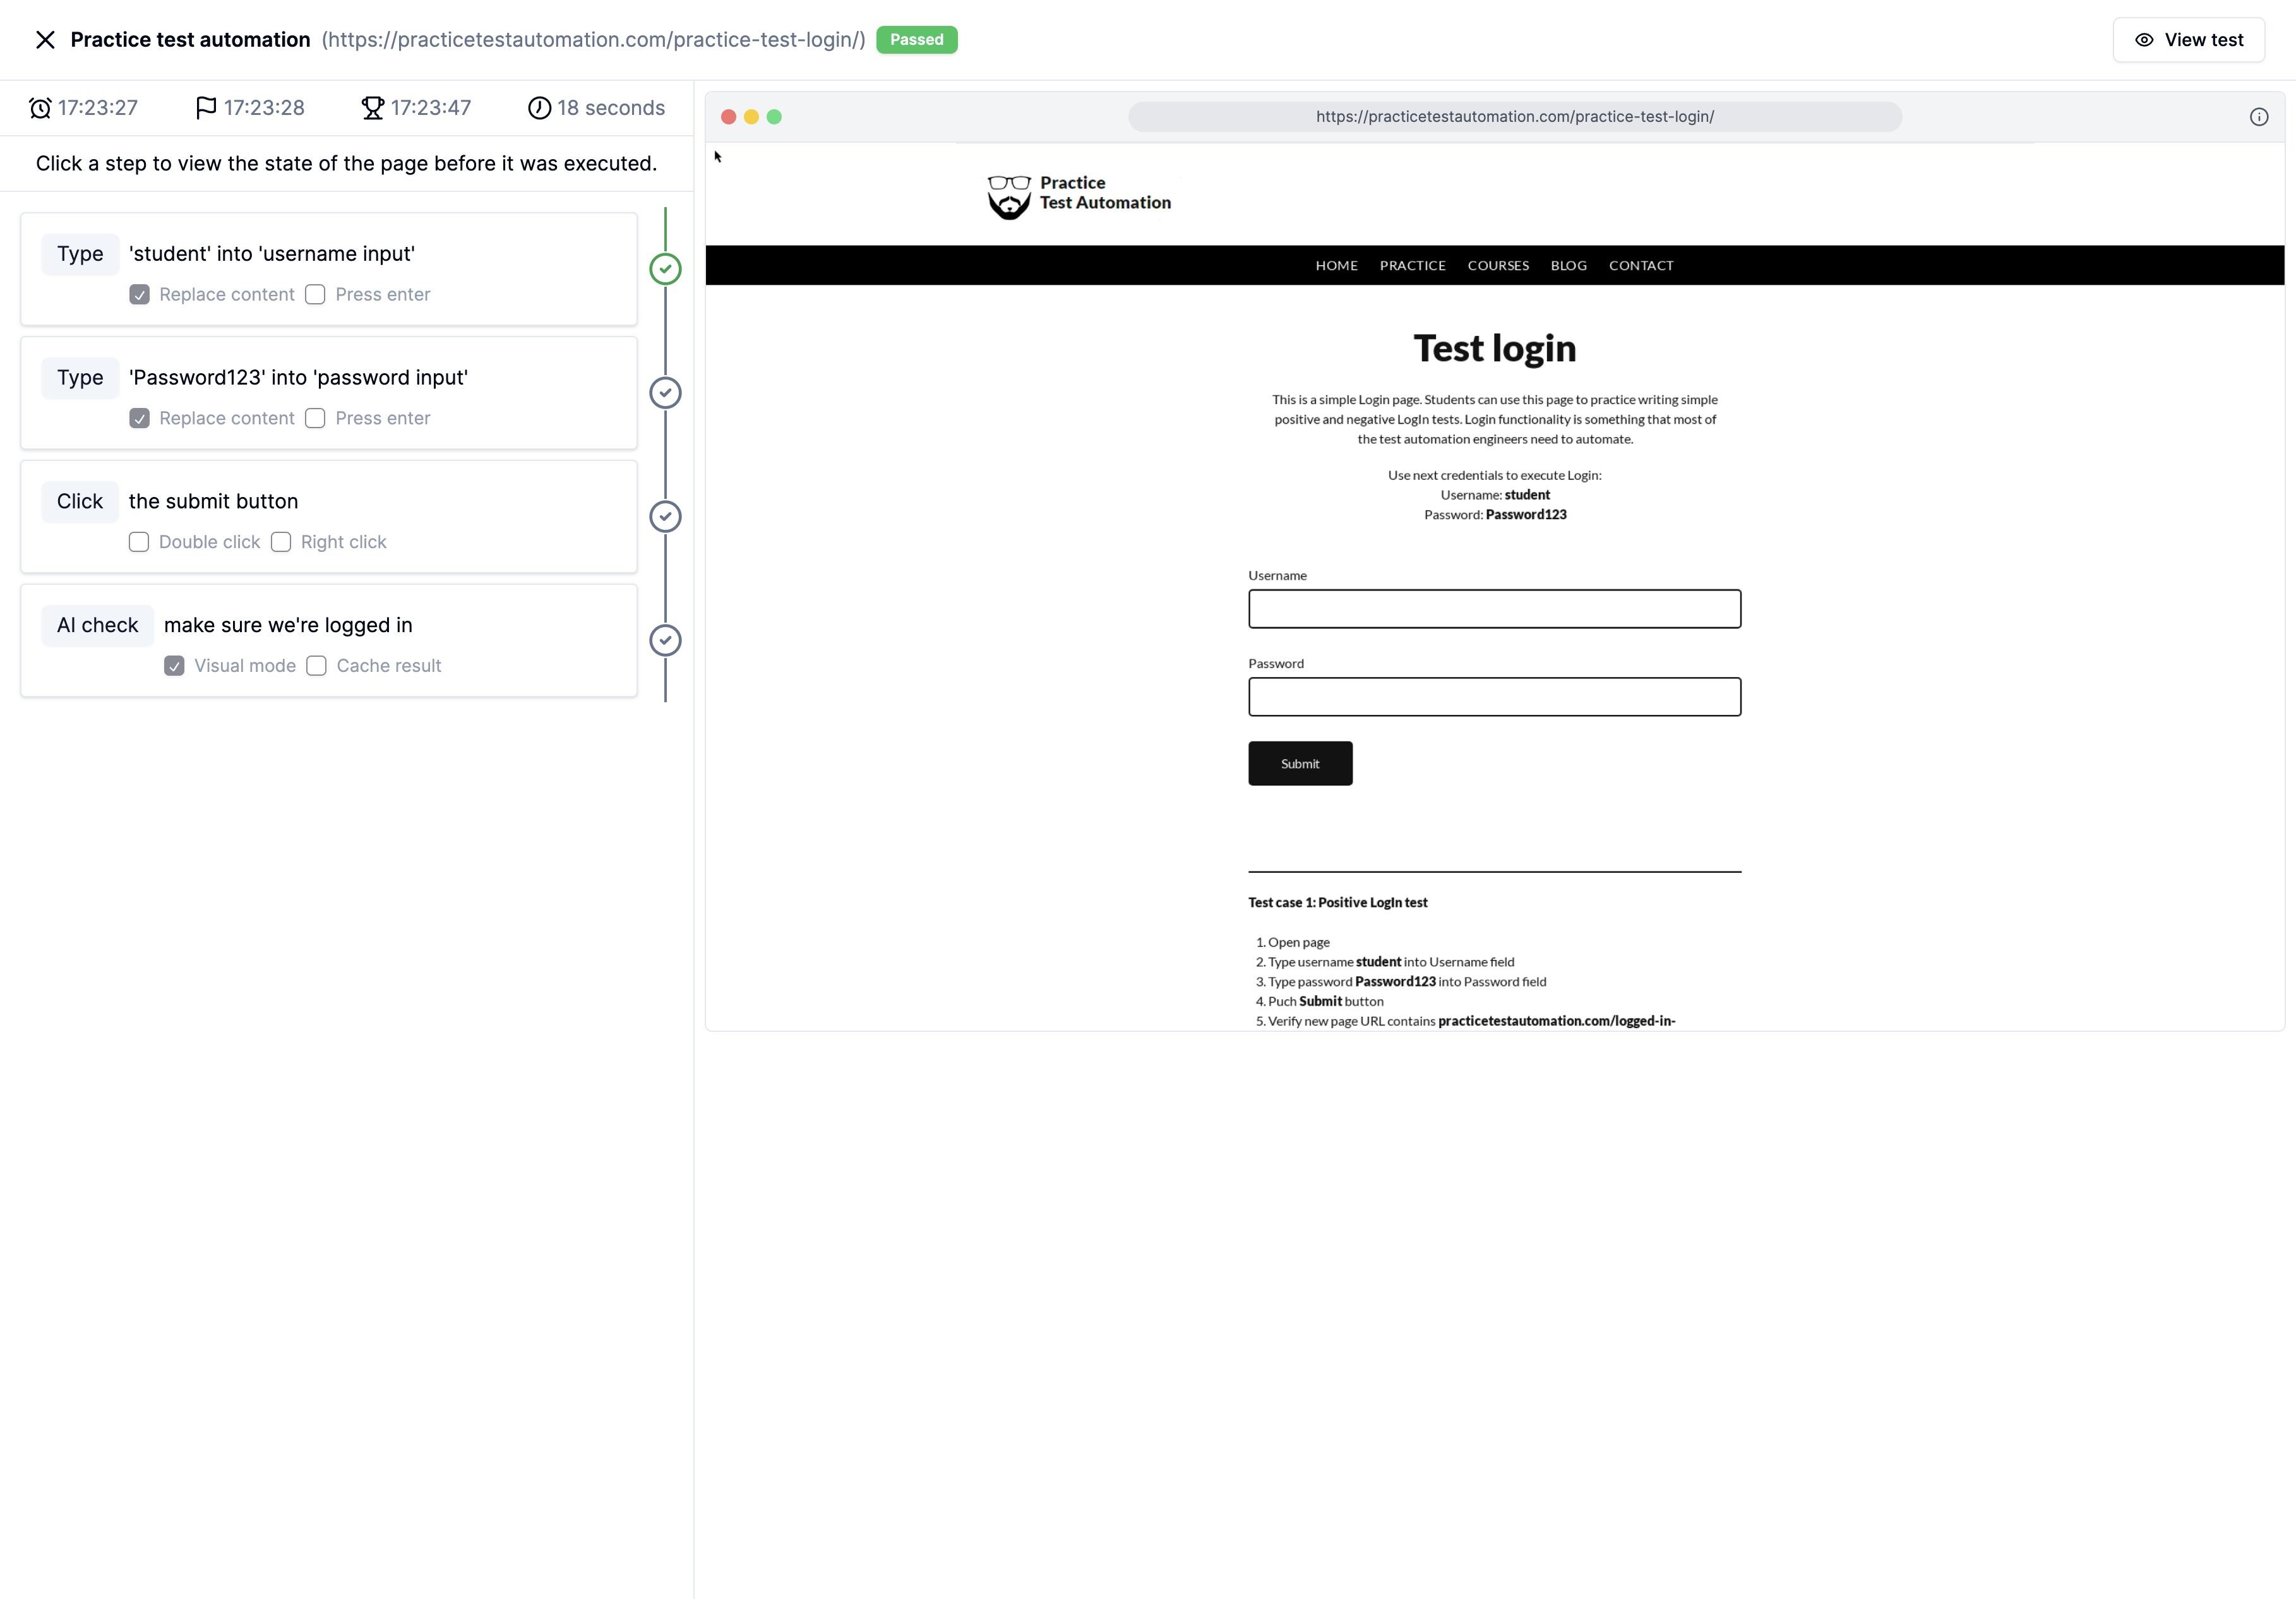 Practice test automation (https://practicetestautomation.com/practice-test-login/) Passed
View test
17:23:27 17:23:28 17:23:47 18 seconds
Click a step to view the state of the page before it was executed.
Type 'student' into 'username input'
Replace content Press enter
Type 'Password123' into 'password input'
Replace content Press enter
Click the submit button
Double click Right click
AI check make sure we're logged in
Visual mode Cache result
https://practicetestautomation.com/practice-test-login/
Practice
Test Automation
HOME PRACTICE COURSES BLOG CONTACT
Test login
This is a simple Login page. Students can use this page to practice writing simple
positive and negative LogIn tests. Login functionality is something that most of
the test automation engineers need to automate.
Use next credentials to execute Login:
Username: student
Password: Password123
Username
Password
Submit
Test case 1: Positive LogIn test
1. Open page
2. Type username student into Username field
3. Type password Password123 into Password field
4. Puch Submit button
5. Verify new page URL contains practicetestautomation.com/logged-in-